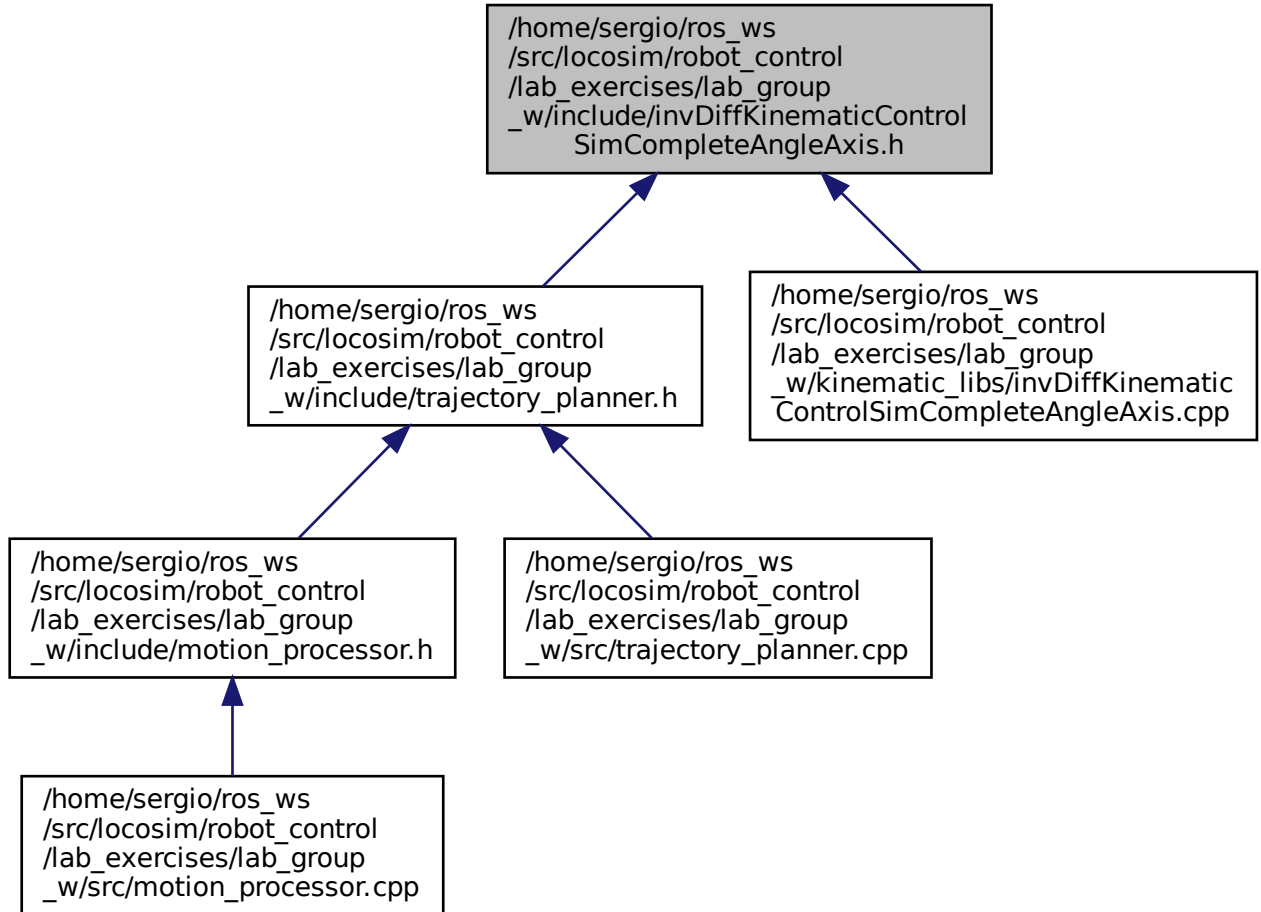 /home/sergio/ros_ws
/src/locosim/robot_control
/lab_exercises/lab_group
_w/include/invDiffKinematicControl
SimCompleteAngleAxis.h
/home/sergio/ros_ws
/src/locosim/robot_control
/lab_exercises/lab_group
_w/include/trajectory_planner.h
/home/sergio/ros_ws
/src/locosim/robot_control
/lab_exercises/lab_group
_w/kinematic_libs/invDiffKinematic
ControlSimCompleteAngleAxis.cpp
/home/sergio/ros_ws
/src/locosim/robot_control
/lab_exercises/lab_group
_w/include/motion_processor.h
/home/sergio/ros_ws
/src/locosim/robot_control
/lab_exercises/lab_group
_w/src/trajectory_planner.cpp
/home/sergio/ros_ws
/src/locosim/robot_control
/lab_exercises/lab_group
_w/src/motion_processor.cpp